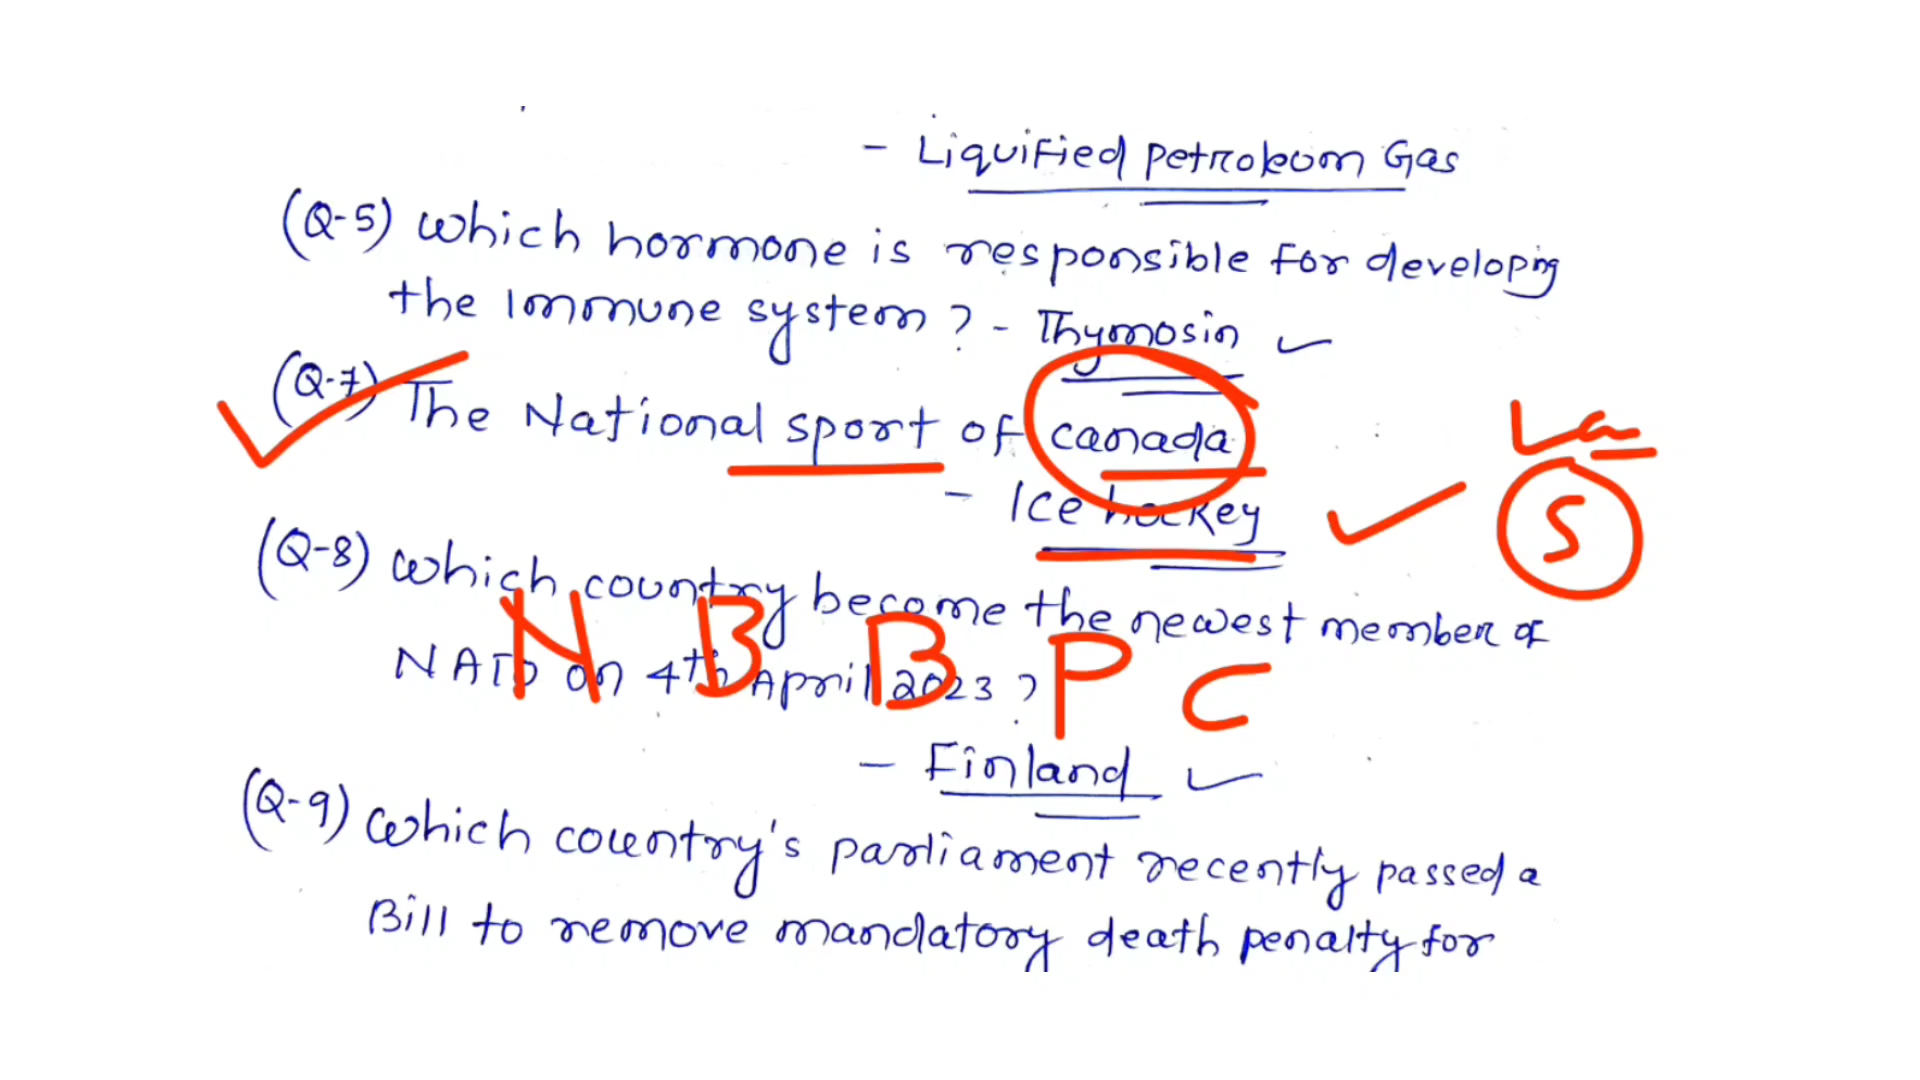 - Liquified Petroleum Gas
(Q-5) Which hormone is responsible for developing
the Immune system? - Thymosin
(Q-7) The National sport of canada
- Ice hockey
La
S
(Q-8) Which country become the newest member of
NATO on 4th April 2023?
N B B P C
- Finland
(Q-9) Which country's parliament recently passed a
Bill to remove mandatory death penalty for